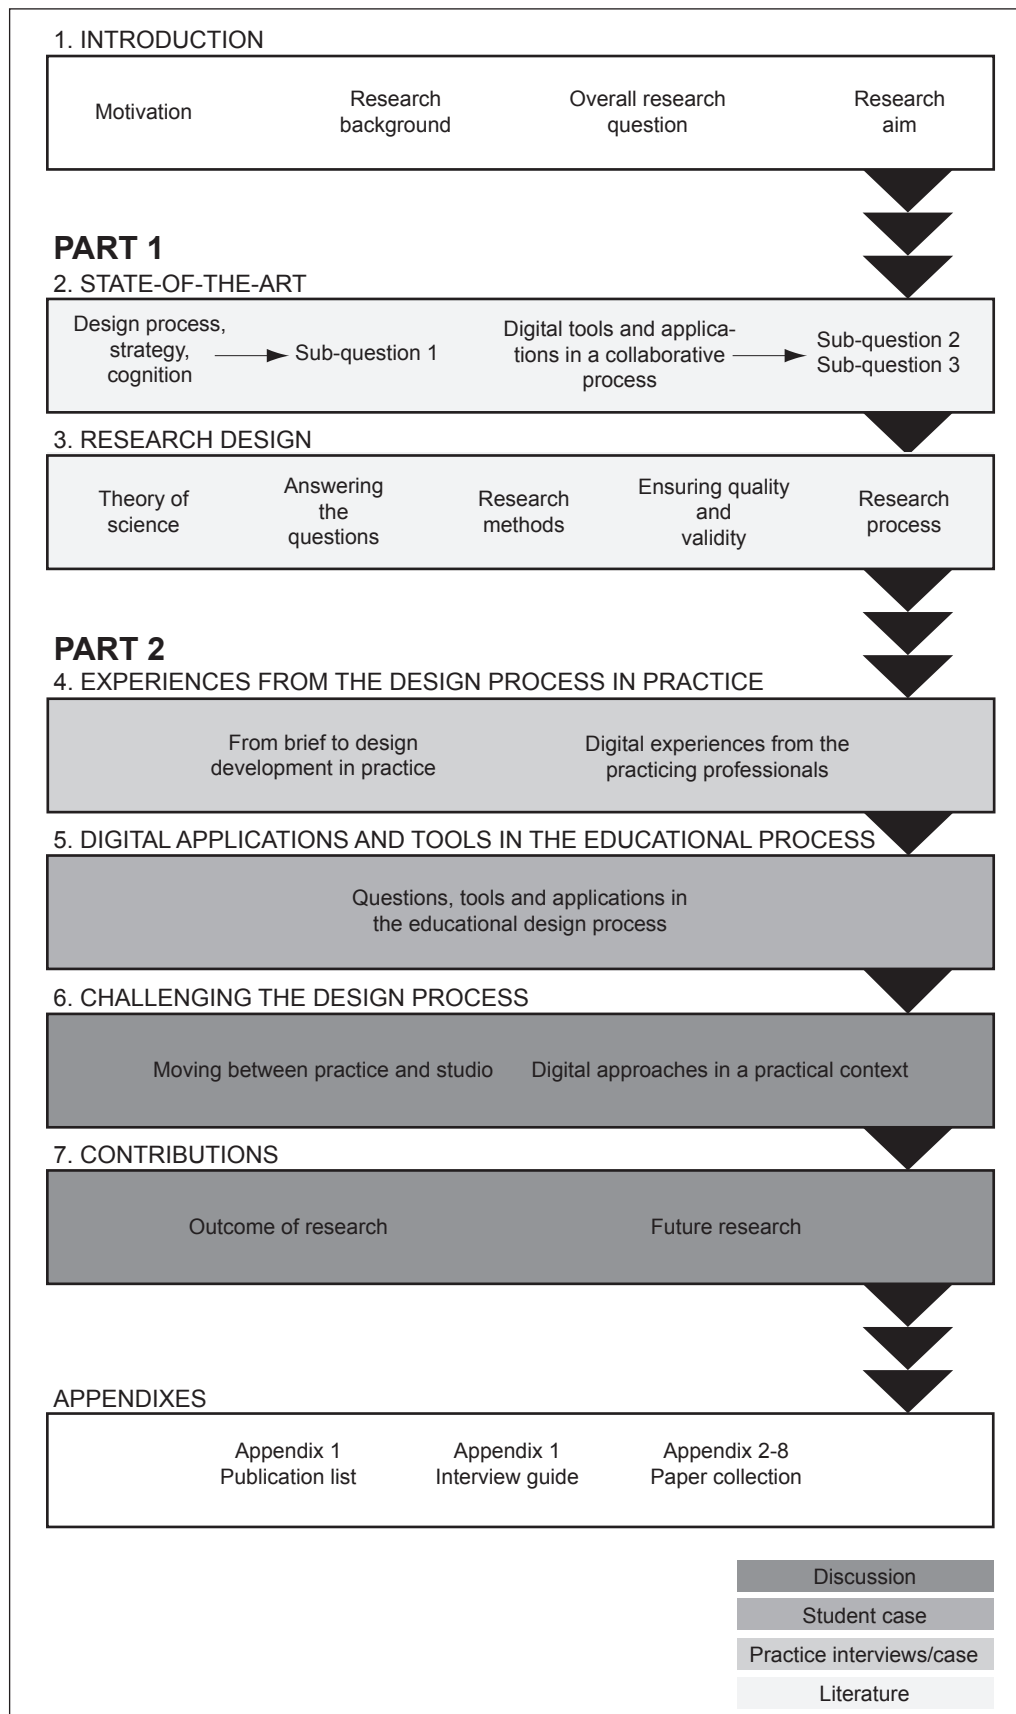 1. INTRODUCTION
Motivation
Research
background
Overall research
question
Research
aim
PART 1
2. STATE-OF-THE-ART
Design process,
strategy,
cognition
Sub-question 1
Digital tools and applica-
tions in a collaborative
process
Sub-question 2
Sub-question 3
3. RESEARCH DESIGN
Theory of
science
Answering
the
questions
Research
methods
Ensuring quality
and
validity
Research
process
PART 2
4. EXPERIENCES FROM THE DESIGN PROCESS IN PRACTICE
From brief to design
development in practice
Digital experiences from the
practicing professionals
5. DIGITAL APPLICATIONS AND TOOLS IN THE EDUCATIONAL PROCESS
Questions, tools and applications in
the educational design process
6. CHALLENGING THE DESIGN PROCESS
Moving between practice and studio
Digital approaches in a practical context
7. CONTRIBUTIONS
Outcome of research
Future research
APPENDIXES
Appendix 1
Publication list
Appendix 1
Interview guide
Appendix 2-8
Paper collection
Discussion
Student case
Practice interviews/case
Literature